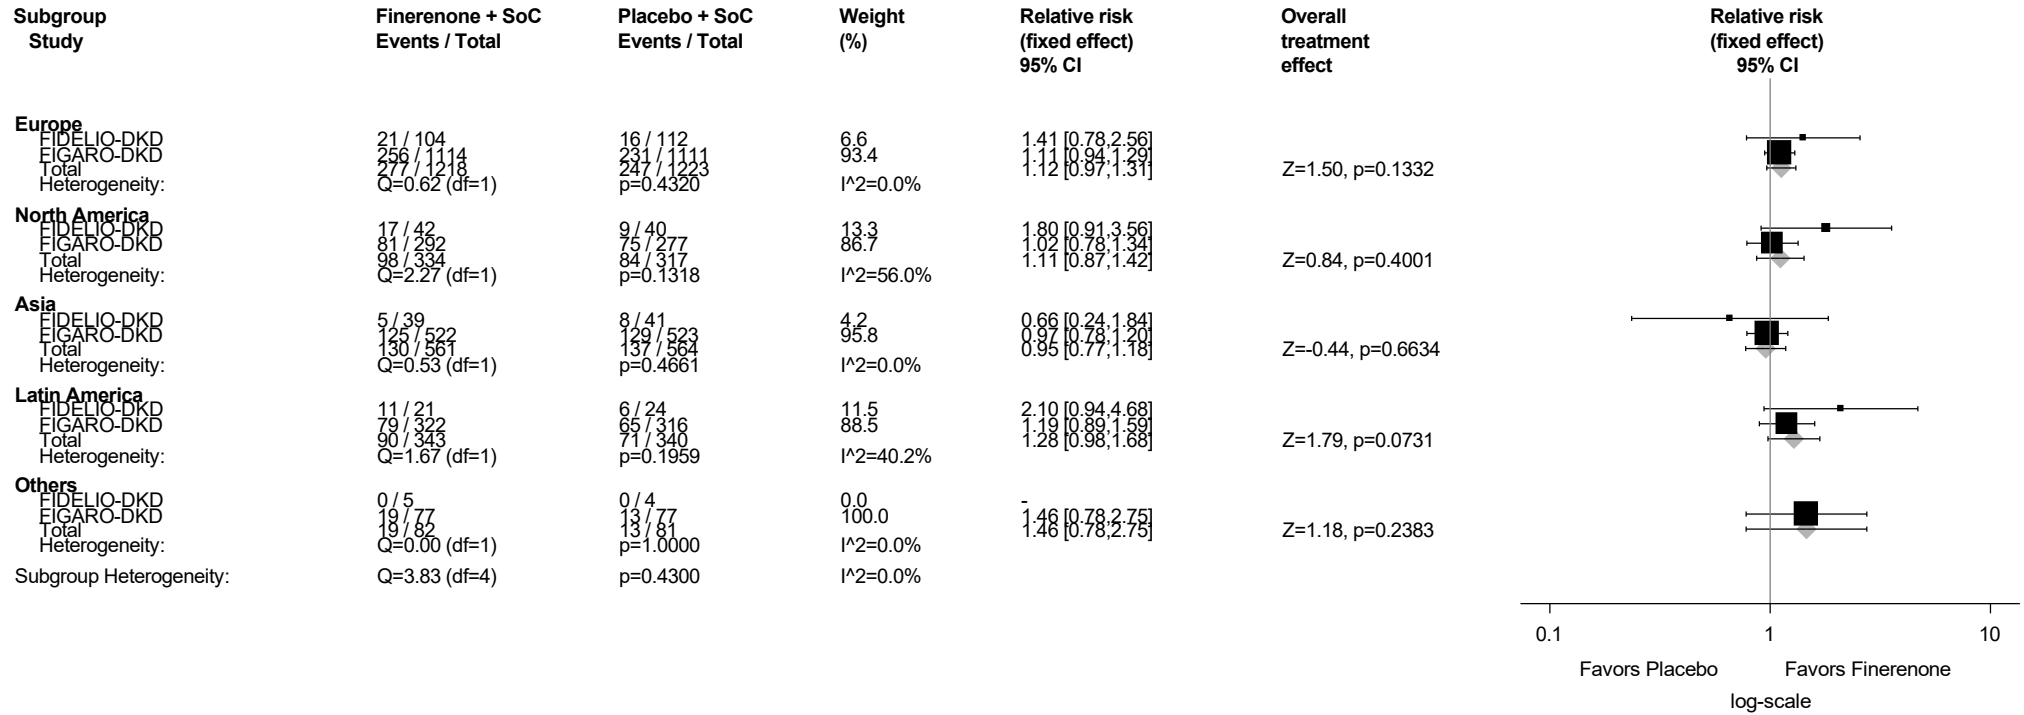 Subgroup Finerenone + SoC Placebo + SoC Weight Relative risk Overall Relative risk
Study Events / Total Events / Total (%) (fixed effect) treatment (fixed effect)
95% CI effect 95% CI
Europe
FIDELIO-DKD 21 / 104 16 / 112 6.6 1.41 [0.78,2.56]
FIGARO-DKD 256 / 1114 231 / 1111 93.4 1.11 [0.94,1.29]
Total 277 / 1218 247 / 1223 1.12 [0.97,1.31] Z=1.50, p=0.1332
Heterogeneity: Q=0.62 (df=1) p=0.4320 I^2=0.0%
North America
FIDELIO-DKD 17 / 42 9 / 40 13.3 1.80 [0.91,3.56]
FIGARO-DKD 81 / 292 75 / 277 86.7 1.02 [0.78,1.34]
Total 98 / 334 84 / 317 1.11 [0.87,1.42] Z=0.84, p=0.4001
Heterogeneity: Q=2.27 (df=1) p=0.1318 I^2=56.0%
Asia
FIDELIO-DKD 5 / 39 8 / 41 4.2 0.66 [0.24,1.84]
FIGARO-DKD 125 / 522 129 / 523 95.8 0.97 [0.78,1.20]
Total 130 / 561 137 / 564 0.95 [0.77,1.18] Z=-0.44, p=0.6634
Heterogeneity: Q=0.53 (df=1) p=0.4661 I^2=0.0%
Latin America
FIDELIO-DKD 11 / 21 6 / 24 11.5 2.10 [0.94,4.68]
FIGARO-DKD 79 / 322 65 / 316 88.5 1.19 [0.89,1.59]
Total 90 / 343 71 / 340 1.28 [0.98,1.68] Z=1.79, p=0.0731
Heterogeneity: Q=1.67 (df=1) p=0.1959 I^2=40.2%
Others
FIDELIO-DKD 0 / 5 0 / 4 0.0 -
FIGARO-DKD 19 / 77 13 / 77 100.0 1.46 [0.78,2.75]
Total 19 / 82 13 / 81 1.46 [0.78,2.75] Z=1.18, p=0.2383
Heterogeneity: Q=0.00 (df=1) p=1.0000 I^2=0.0%
Subgroup Heterogeneity: Q=3.83 (df=4) p=0.4300 I^2=0.0%
0.1 1 10
Favors Placebo Favors Finerenone
log-scale